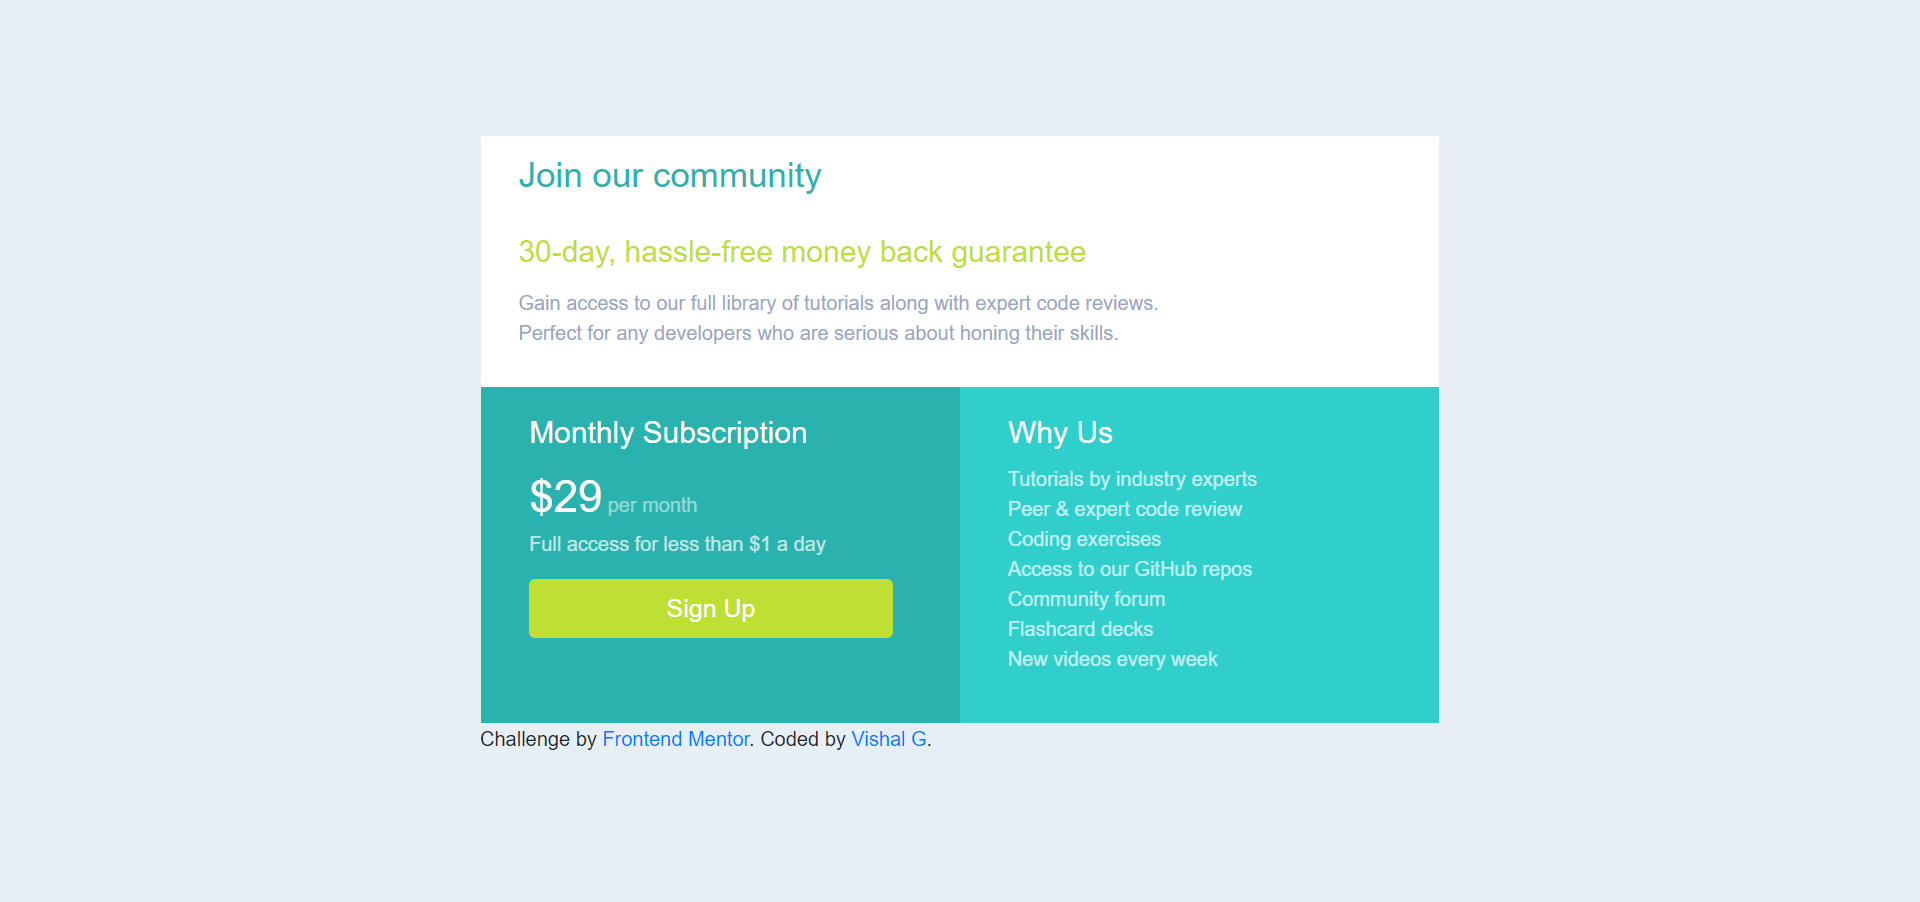 Join our community
30-day, hassle-free money back guarantee
Gain access to our full library of tutorials along with expert code reviews.
Perfect for any developers who are serious about honing their skills.
Monthly Subscription
$29 per month
Full access for less than $1 a day
Sign Up
Why Us
Tutorials by industry experts
Peer & expert code review
Coding exercises
Access to our GitHub repos
Community forum
Flashcard decks
New videos every week
Challenge by Frontend Mentor. Coded by Vishal G.